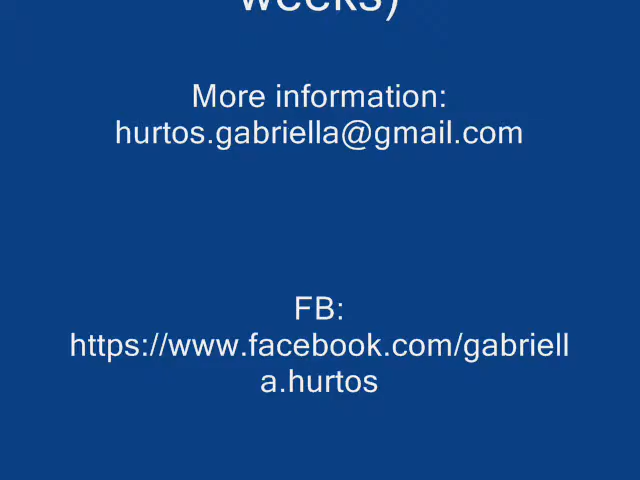 weeks)
More information:
hurtos.gabriella@gmail.com
FB:
https://www.facebook.com/gabriell
a.hurtos